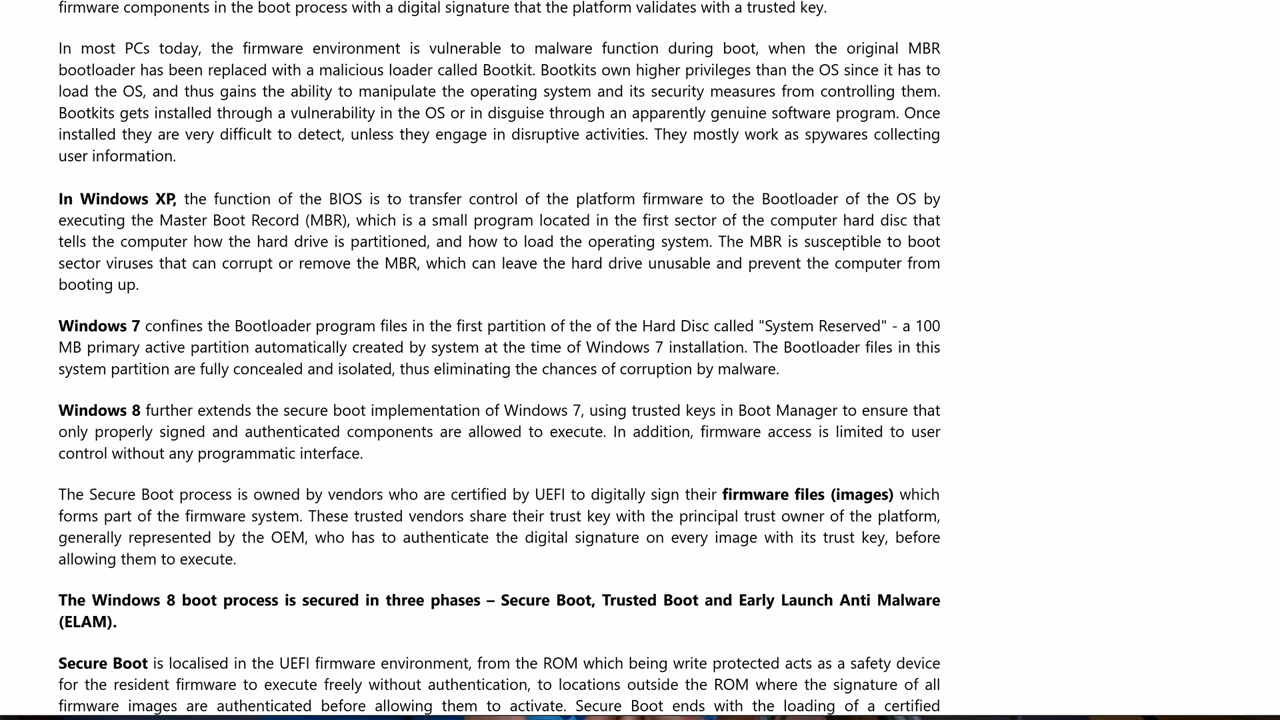 firmware components in the boot process with a digital signature that the platform validates with a trusted key.
In most PCs today, the firmware environment is vulnerable to malware function during boot, when the original MBR
bootloader has been replaced with a malicious loader called Bootkit. Bootkits own higher privileges than the OS since it has to
load the OS, and thus gains the ability to manipulate the operating system and its security measures from controlling them.
Bootkits gets installed through a vulnerability in the OS or in disguise through an apparently genuine software program. Once
installed they are very difficult to detect, unless they engage in disruptive activities. They mostly work as spywares collecting
user information.
In Windows XP, the function of the BIOS is to transfer control of the platform firmware to the Bootloader of the OS by
executing the Master Boot Record (MBR), which is a small program located in the first sector of the computer hard disc that
tells the computer how the hard drive is partitioned, and how to load the operating system. The MBR is susceptible to boot
sector viruses that can corrupt or remove the MBR, which can leave the hard drive unusable and prevent the computer from
booting up.
Windows 7 confines the Bootloader program files in the first partition of the of the Hard Disc called "System Reserved" - a 100
MB primary active partition automatically created by system at the time of Windows 7 installation. The Bootloader files in this
system partition are fully concealed and isolated, thus eliminating the chances of corruption by malware.
Windows 8 further extends the secure boot implementation of Windows 7, using trusted keys in Boot Manager to ensure that
only properly signed and authenticated components are allowed to execute. In addition, firmware access is limited to user
control without any programmatic interface.
The Secure Boot process is owned by vendors who are certified by UEFI to digitally sign their firmware files (images) which
forms part of the firmware system. These trusted vendors share their trust key with the principal trust owner of the platform,
generally represented by the OEM, who has to authenticate the digital signature on every image with its trust key, before
allowing them to execute.
The Windows 8 boot process is secured in three phases – Secure Boot, Trusted Boot and Early Launch Anti Malware
(ELAM).
Secure Boot is localised in the UEFI firmware environment, from the ROM which being write protected acts as a safety device
for the resident firmware to execute freely without authentication, to locations outside the ROM where the signature of all
firmware images are authenticated before allowing them to activate. Secure Boot ends with the loading of a certified